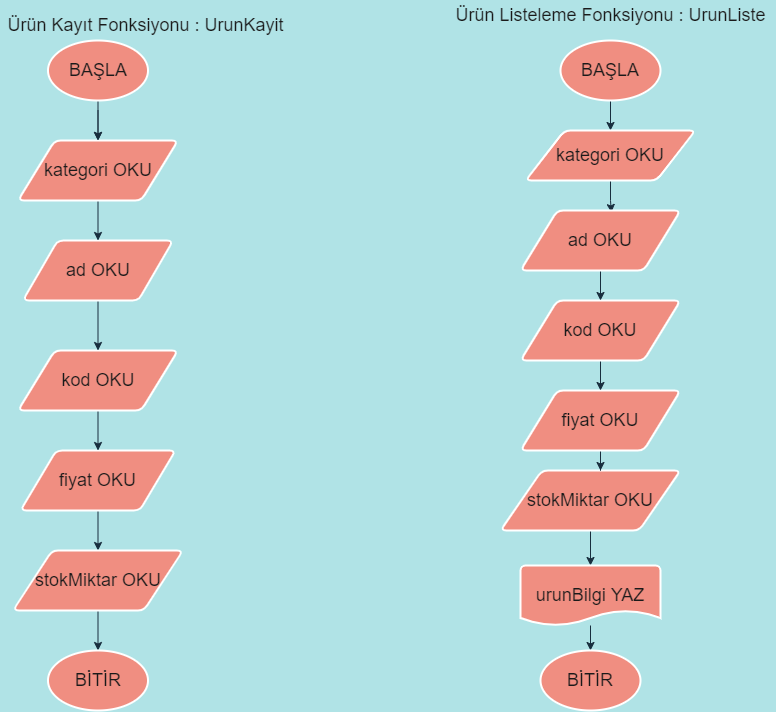 Ürün Kayıt Fonksiyonu : UrunKayit
BAŞLA
kategori OKU
ad OKU
kod OKU
fiyat OKU
stokMiktar OKU
BİTİR
Ürün Listeleme Fonksiyonu : UrunListe
BAŞLA
kategori OKU
ad OKU
kod OKU
fiyat OKU
stokMiktar OKU
urunBilgi YAZ
BİTİR